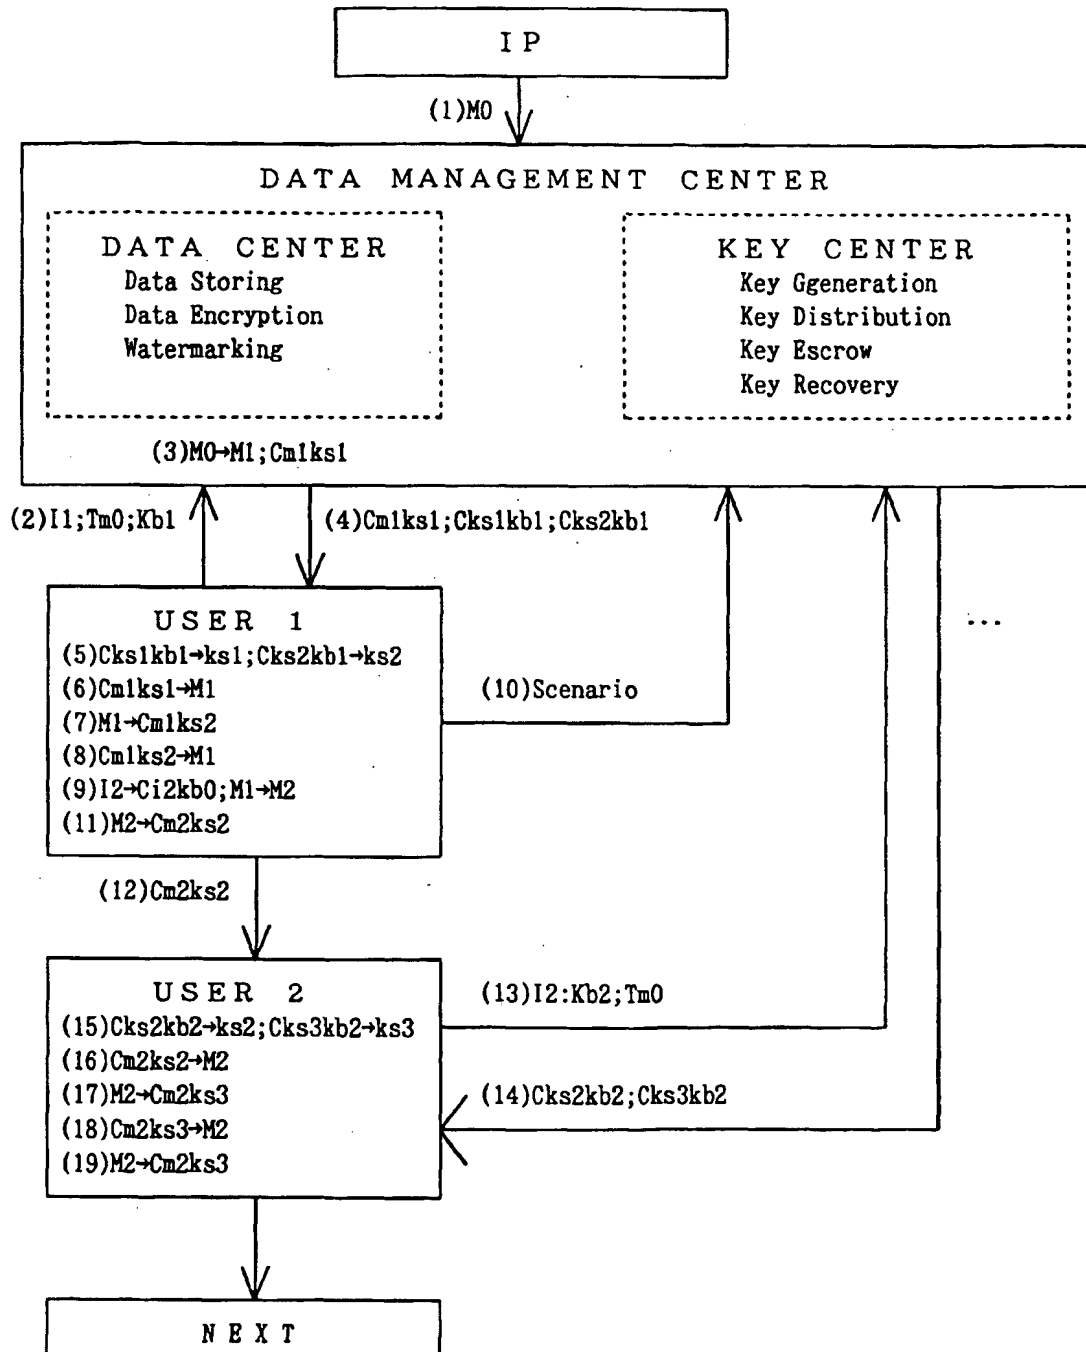 IP
(1)M0
DATA MANAGEMENT CENTER
DATA CENTER
Data Storing
Data Encryption
Watermarking
KEY CENTER
Key Ggeneration
Key Distribution
Key Escrow
Key Recovery
(3)M0→M1;Cm1ks1
(2)I1;Tm0;Kb1
(4)Cm1ks1;Cks1kb1;Cks2kb1
USER 1
(5)Cks1kb1→ks1;Cks2kb1→ks2
(6)Cm1ks1→M1
(7)M1→Cm1ks2
(8)Cm1ks2→M1
(9)I2→Ci2kb0;M1→M2
(11)M2→Cm2ks2
(10)Scenario
...
(12)Cm2ks2
USER 2
(15)Cks2kb2→ks2;Cks3kb2→ks3
(16)Cm2ks2→M2
(17)M2→Cm2ks3
(18)Cm2ks3→M2
(19)M2→Cm2ks3
(13)I2:Kb2;Tm0
(14)Cks2kb2;Cks3kb2
NEXT